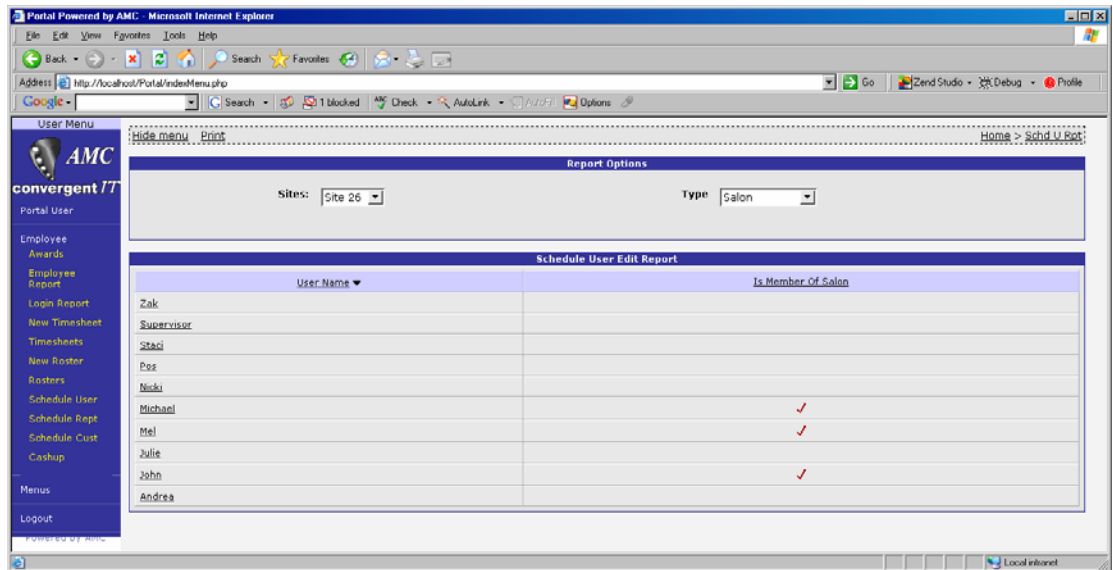 Portal Powered by AMC - Microsoft Internet Explorer
File Edit View Favorites Tools Help
Back Search Favorites
Address http://localhost/Portal/indexMenu.php Go Zend Studio Debug Profile
Google Search 1 blocked Check AutoLink AutoFill Options
User Menu
Hide menu Print Home > Schd U Rpt
AMC
convergent IT
Report Options
Sites: Site 26 Type Salon
Portal User
Employee
Awards
Employee
Report
Login Report
New Timesheet
Timesheets
New Roster
Rosters
Schedule User
Schedule Rept
Schedule Cust
Cashup
Menus
Logout
Powered by AMC
Schedule User Edit Report
User Name Is Member Of Salon
Zak
Supervisor
Staci
Pos
Nicki
Michael
Mel
Julie
John
Andrea
Local intranet